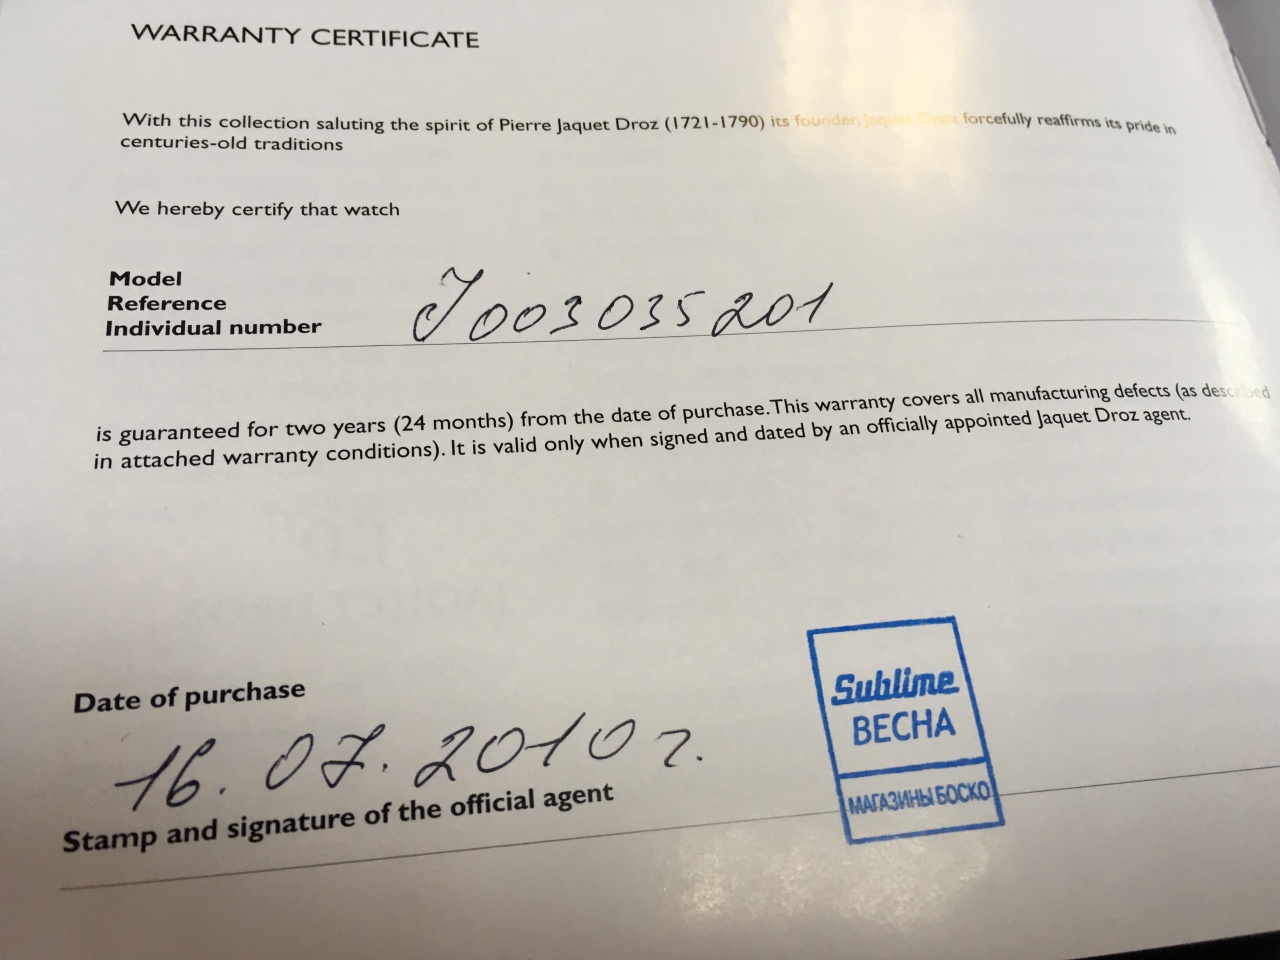 WARRANTY CERTIFICATE
With this collection saluting the spirit of Pierre Jaquet Droz (1721-1790) its founder, Jaquet Droz forcefully reaffirms its pride in
centuries-old traditions
We hereby certify that watch
Model
Reference
Individual number
J003035201
is guaranteed for two years (24 months) from the date of purchase. This warranty covers all manufacturing defects (as described
in attached warranty conditions). It is valid only when signed and dated by an officially appointed Jaquet Droz agent.
Date of purchase
16.07.2010 г.
Stamp and signature of the official agent
Sublime
ВЕСНА
МАГАЗИНЫ БОСКО